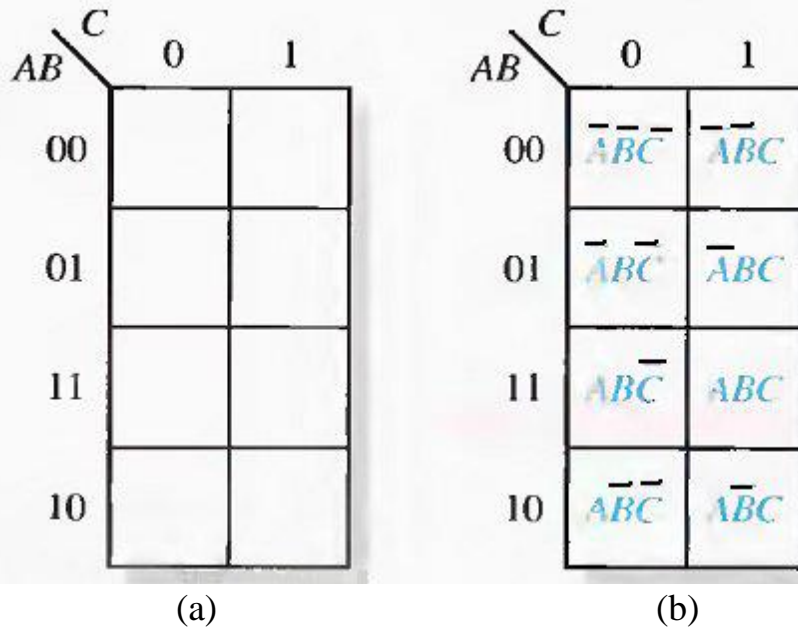 C C
AB 0 1 AB 0 1
00 00 A̅B̅C̅ A̅B̅C
01 01 A̅BC̅ A̅BC
11 11 ABC̅ ABC
10 10 AB̅C̅ AB̅C
(a) (b)